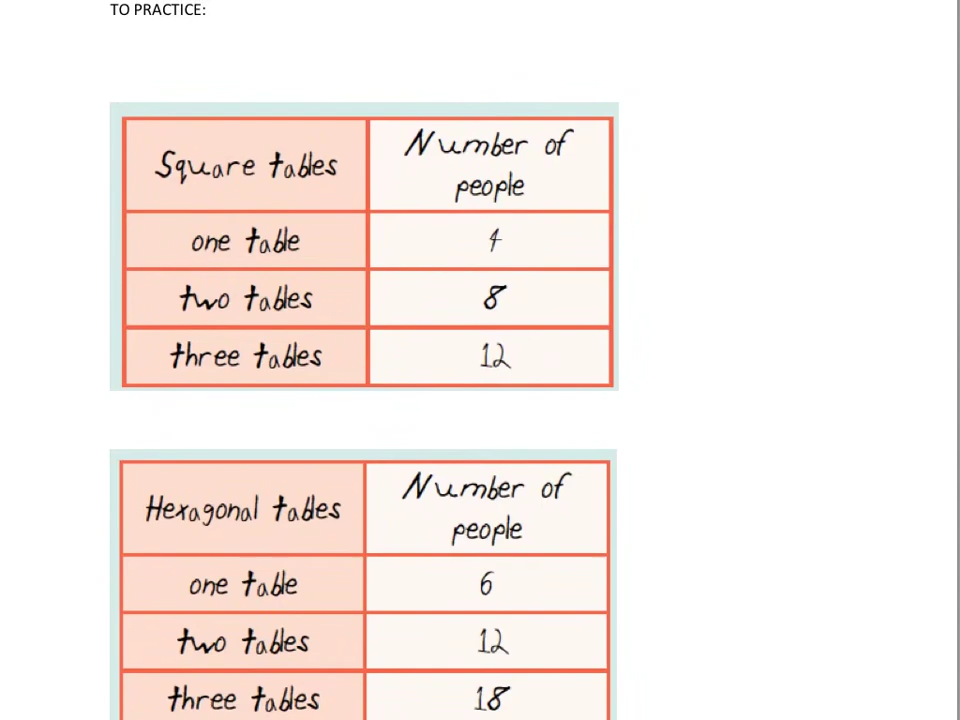 TO PRACTICE:
Square tables
Number of
people
one table
4
two tables
8
three tables
12
Hexagonal tables
Number of
people
one table
6
two tables
12
three tables
18